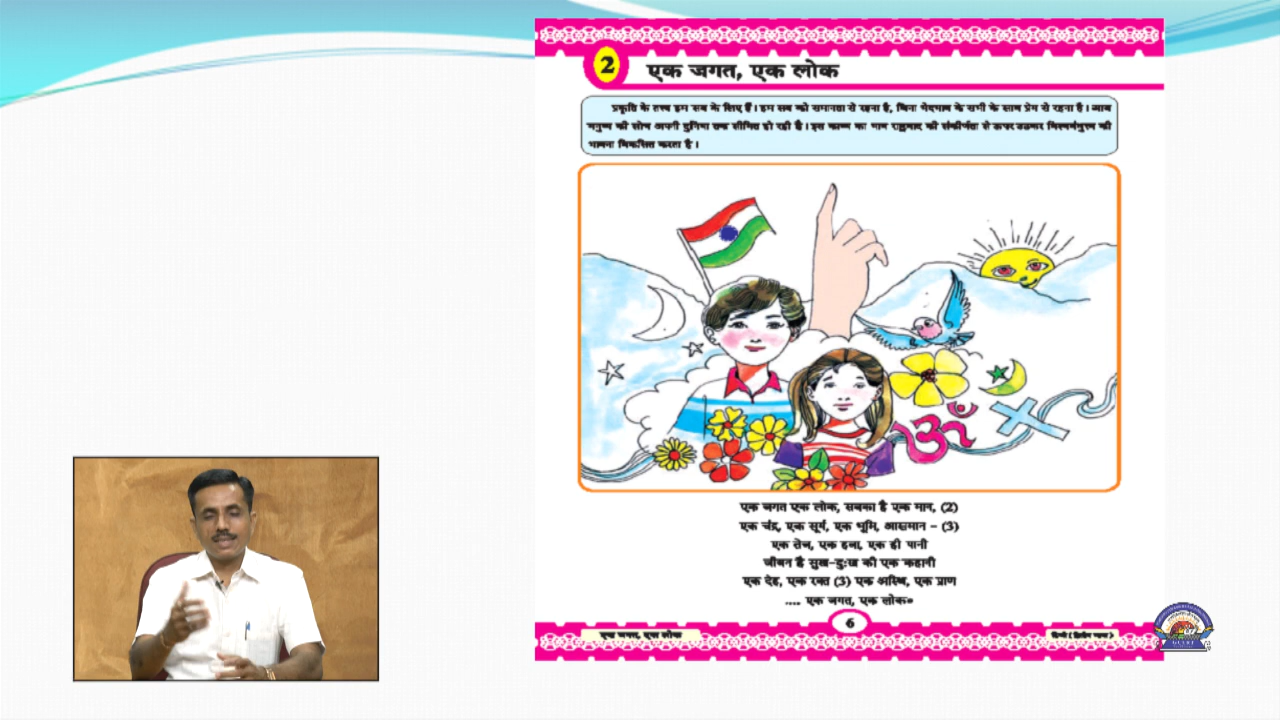 2
एक जगत, एक लोक
प्रकृति के तत्त्व हम सब के लिए हैं । हम सब को समानता से रहना है, बिना भेदभाव के सभी के साथ प्रेम से रहना है । आज
मनुष्य की सोच अपनी दुनिया तक सीमित हो रही है । इस काव्य का भाव राष्ट्रवाद की संकीर्णता से ऊपर उठकर विश्वबंधुत्व की
भावना विकसित करता है ।
एक जगत एक लोक, सबका है एक मान, (2)
एक चंद्र, एक सूर्य, एक भूमि, आसमान - (3)
एक तेज, एक हवा, एक ही पानी
जीवन है सुख-दुःख की एक कहानी
एक देह, एक रक्त (3) एक अस्थि, एक प्राण
.... एक जगत, एक लोक॰
6
एक जगत, एक लोक
हिन्दी (द्वितीय भाषा)